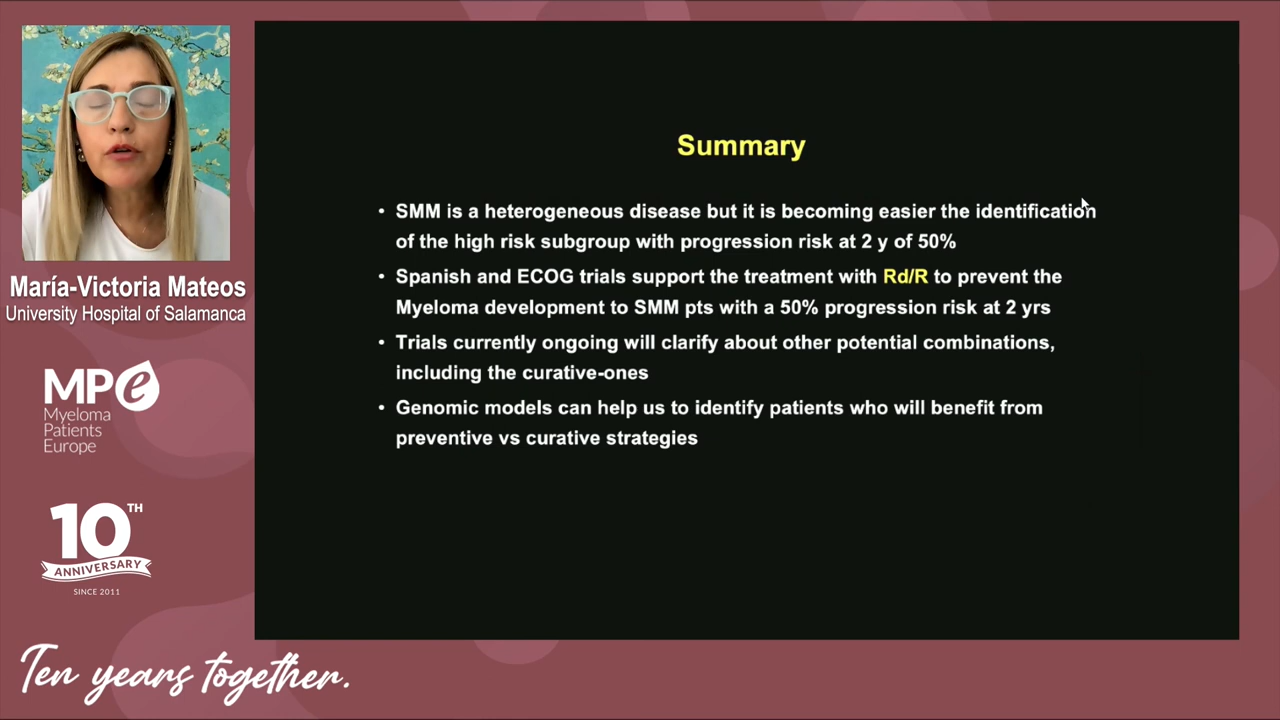 María-Victoria Mateos
University Hospital of Salamanca
MPe
Myeloma
Patients
Europe
10TH
ANNIVERSARY
SINCE 2011
Ten years together.
Summary
• SMM is a heterogeneous disease but it is becoming easier the identification
of the high risk subgroup with progression risk at 2 y of 50%
• Spanish and ECOG trials support the treatment with Rd/R to prevent the
Myeloma development to SMM pts with a 50% progression risk at 2 yrs
• Trials currently ongoing will clarify about other potential combinations,
including the curative-ones
• Genomic models can help us to identify patients who will benefit from
preventive vs curative strategies